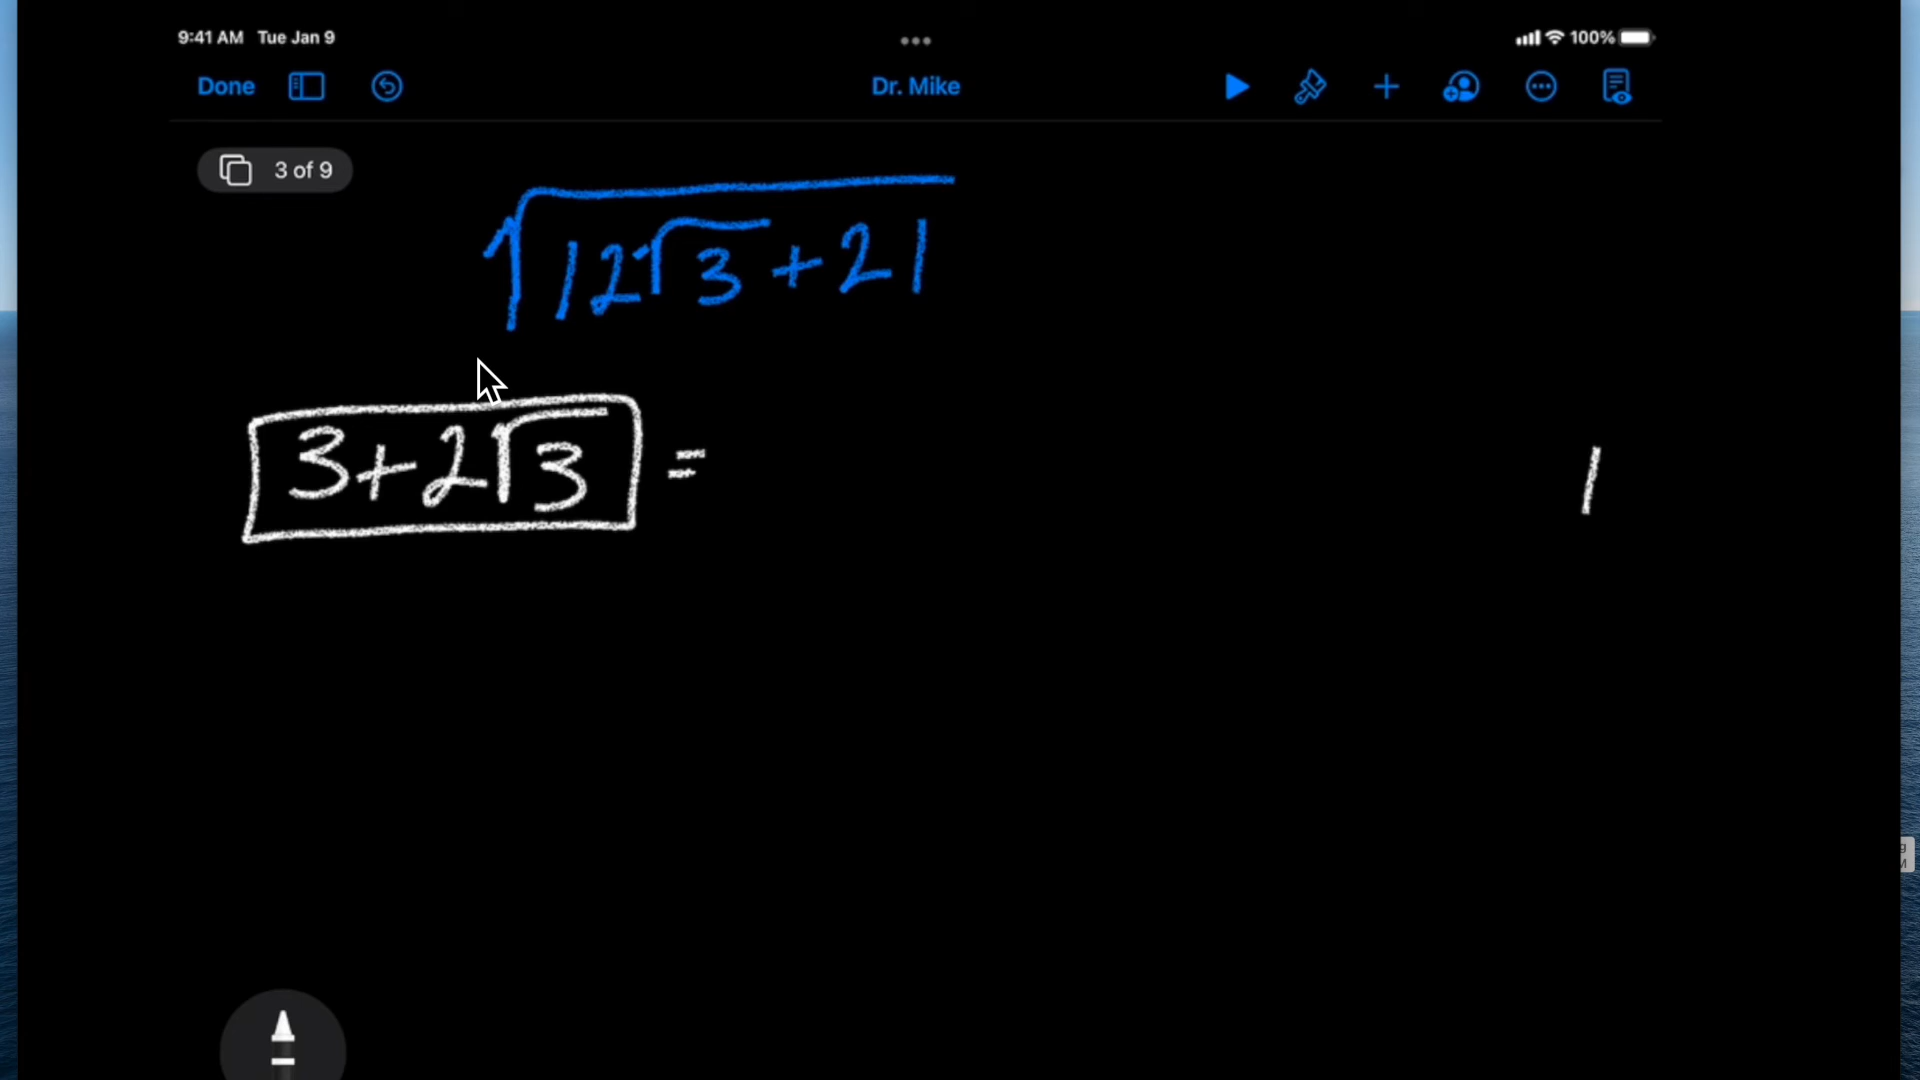 9:41 AM Tue Jan 9
100%
Done
Dr. Mike
3 of 9
√(12√3 + 21)
3+2√3 =
|